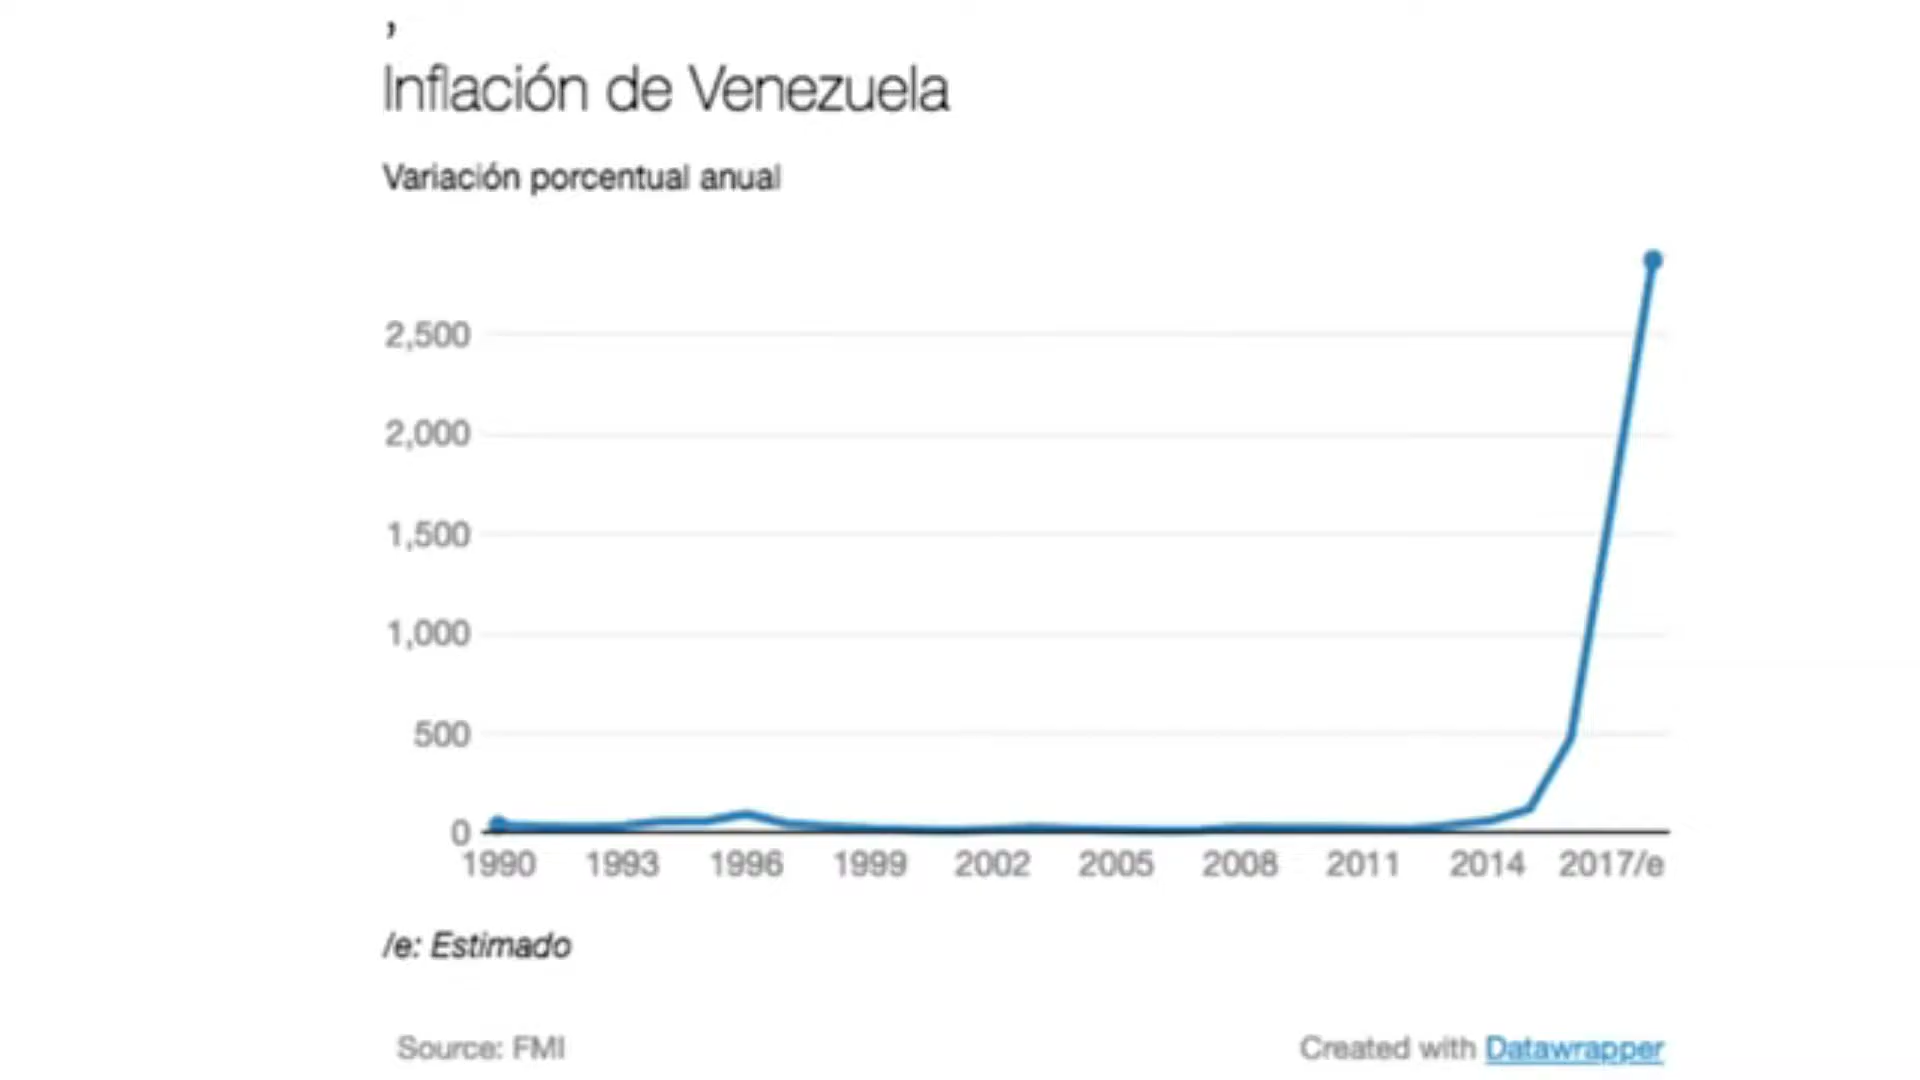 ,
Inflación de Venezuela
Variación porcentual anual
2,500
2,000
1,500
1,000
500
0
1990 1993 1996 1999 2002 2005 2008 2011 2014 2017/e
/e: Estimado
Source: FMI Created with Datawrapper